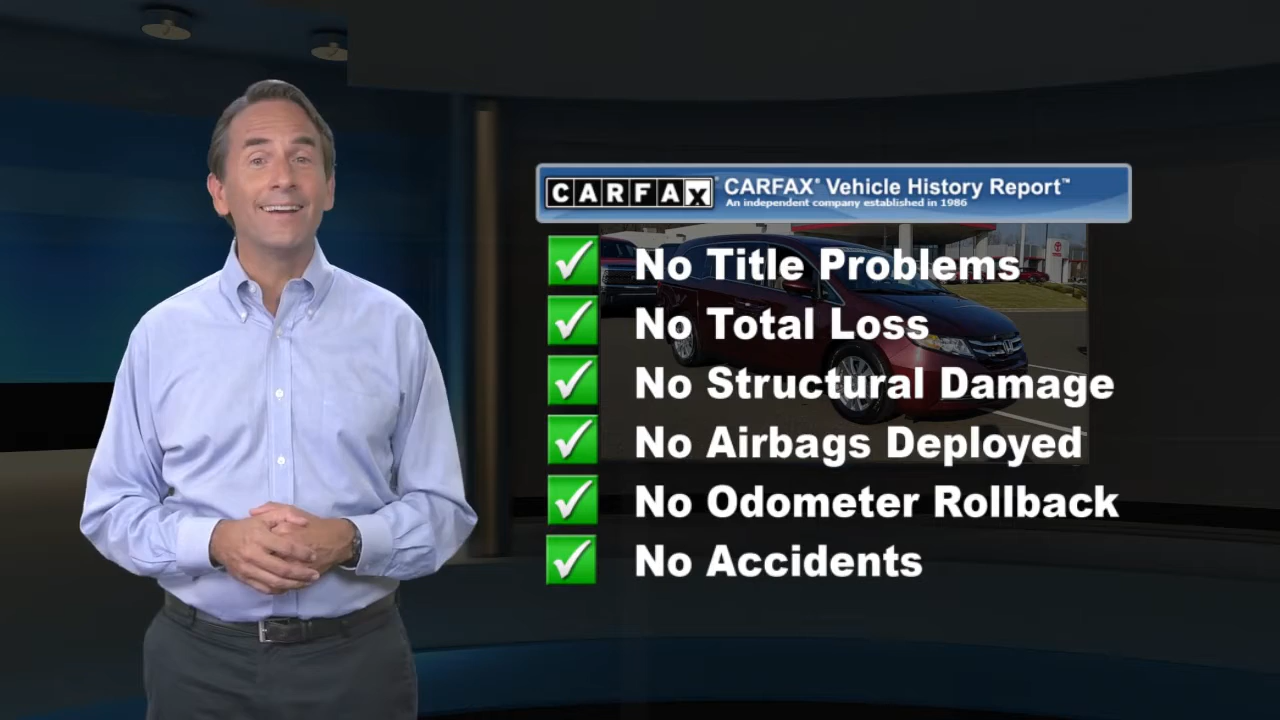 CARFAX® CARFAX® Vehicle History Report™
An independent company established in 1986
No Title Problems
No Total Loss
No Structural Damage
No Airbags Deployed
No Odometer Rollback
No Accidents